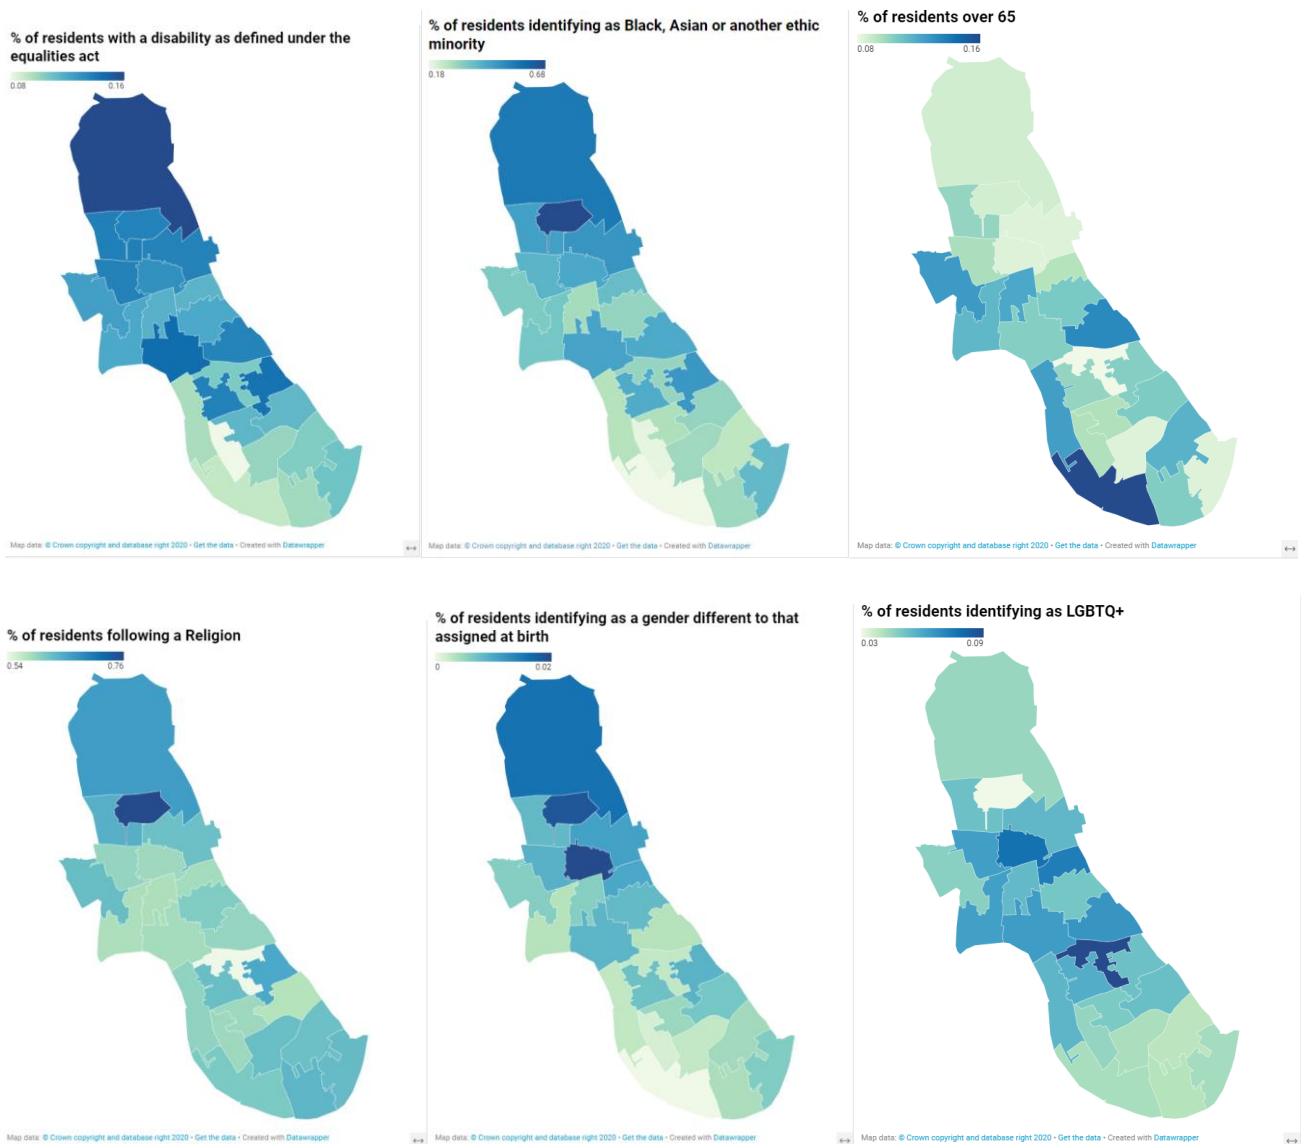 % of residents with a disability as defined under the
equalities act
0.08 0.16
Map data: © Crown copyright and database right 2020 • Get the data • Created with Datawrapper
% of residents identifying as Black, Asian or another ethic
minority
0.18 0.68
Map data: © Crown copyright and database right 2020 • Get the data • Created with Datawrapper
% of residents over 65
0.08 0.16
Map data: © Crown copyright and database right 2020 • Get the data • Created with Datawrapper
% of residents following a Religion
0.54 0.76
Map data: © Crown copyright and database right 2020 • Get the data • Created with Datawrapper
% of residents identifying as a gender different to that
assigned at birth
0 0.02
Map data: © Crown copyright and database right 2020 • Get the data • Created with Datawrapper
% of residents identifying as LGBTQ+
0.03 0.09
Map data: © Crown copyright and database right 2020 • Get the data • Created with Datawrapper